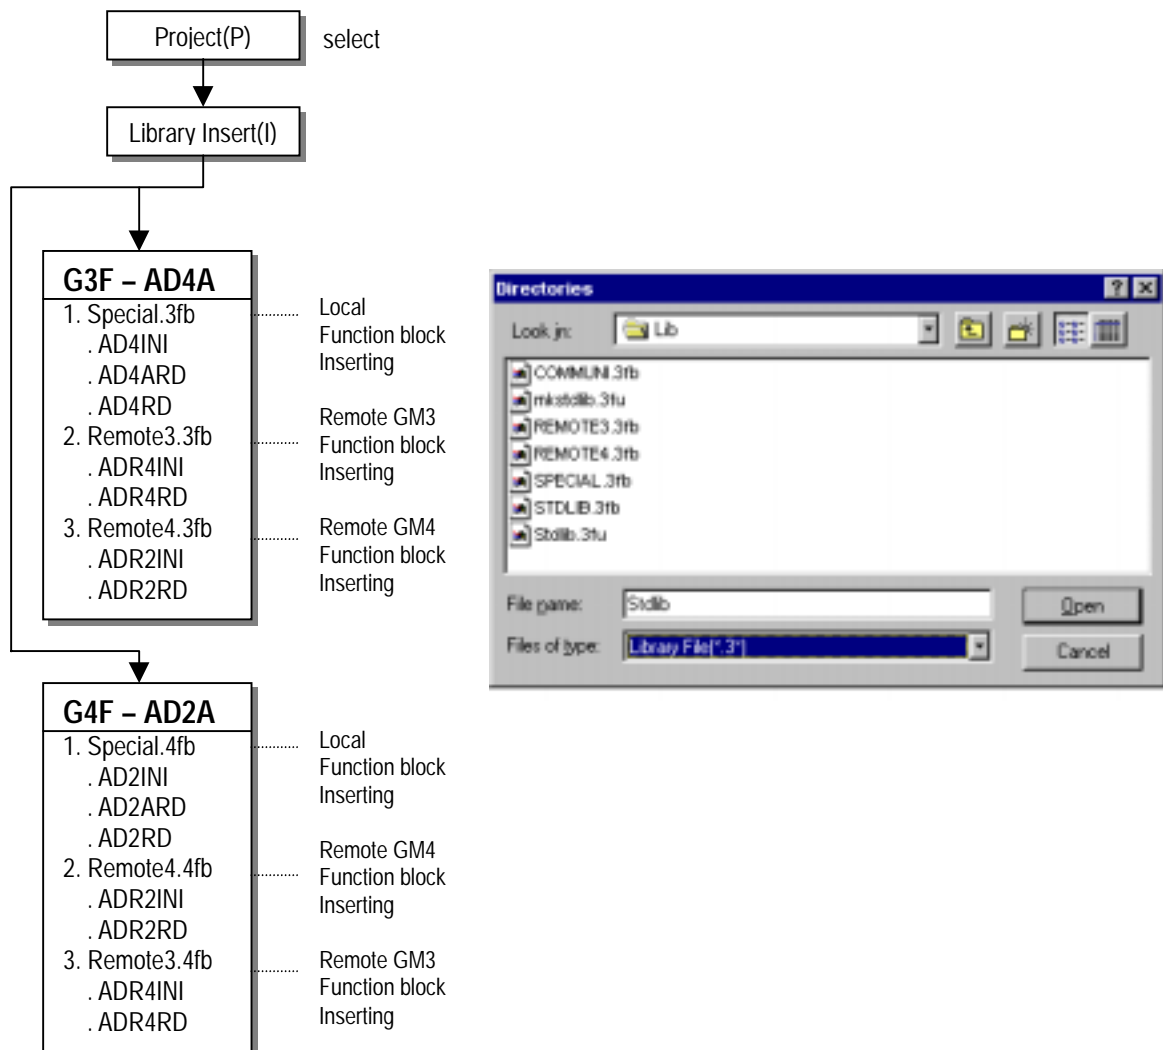 Project(P)
select
Library Insert(I)
G3F – AD4A
1. Special.3fb
. AD4INI
. AD4ARD
. AD4RD
2. Remote3.3fb
. ADR4INI
. ADR4RD
3. Remote4.3fb
. ADR2INI
. ADR2RD
Local
Function block
Inserting
Remote GM3
Function block
Inserting
Remote GM4
Function block
Inserting
Directories
Look in:
Lib
COMMUNI.3fb
mkstdlib.3fu
REMOTE3.3fb
REMOTE4.3fb
SPECIAL.3fb
STDLIB.3fb
Stdlib.3fu
File name:
Stdlib
Open
Files of type:
Library File(*.3*)
Cancel
G4F – AD2A
1. Special.4fb
. AD2INI
. AD2ARD
. AD2RD
2. Remote4.4fb
. ADR2INI
. ADR2RD
3. Remote3.4fb
. ADR4INI
. ADR4RD
Local
Function block
Inserting
Remote GM4
Function block
Inserting
Remote GM3
Function block
Inserting